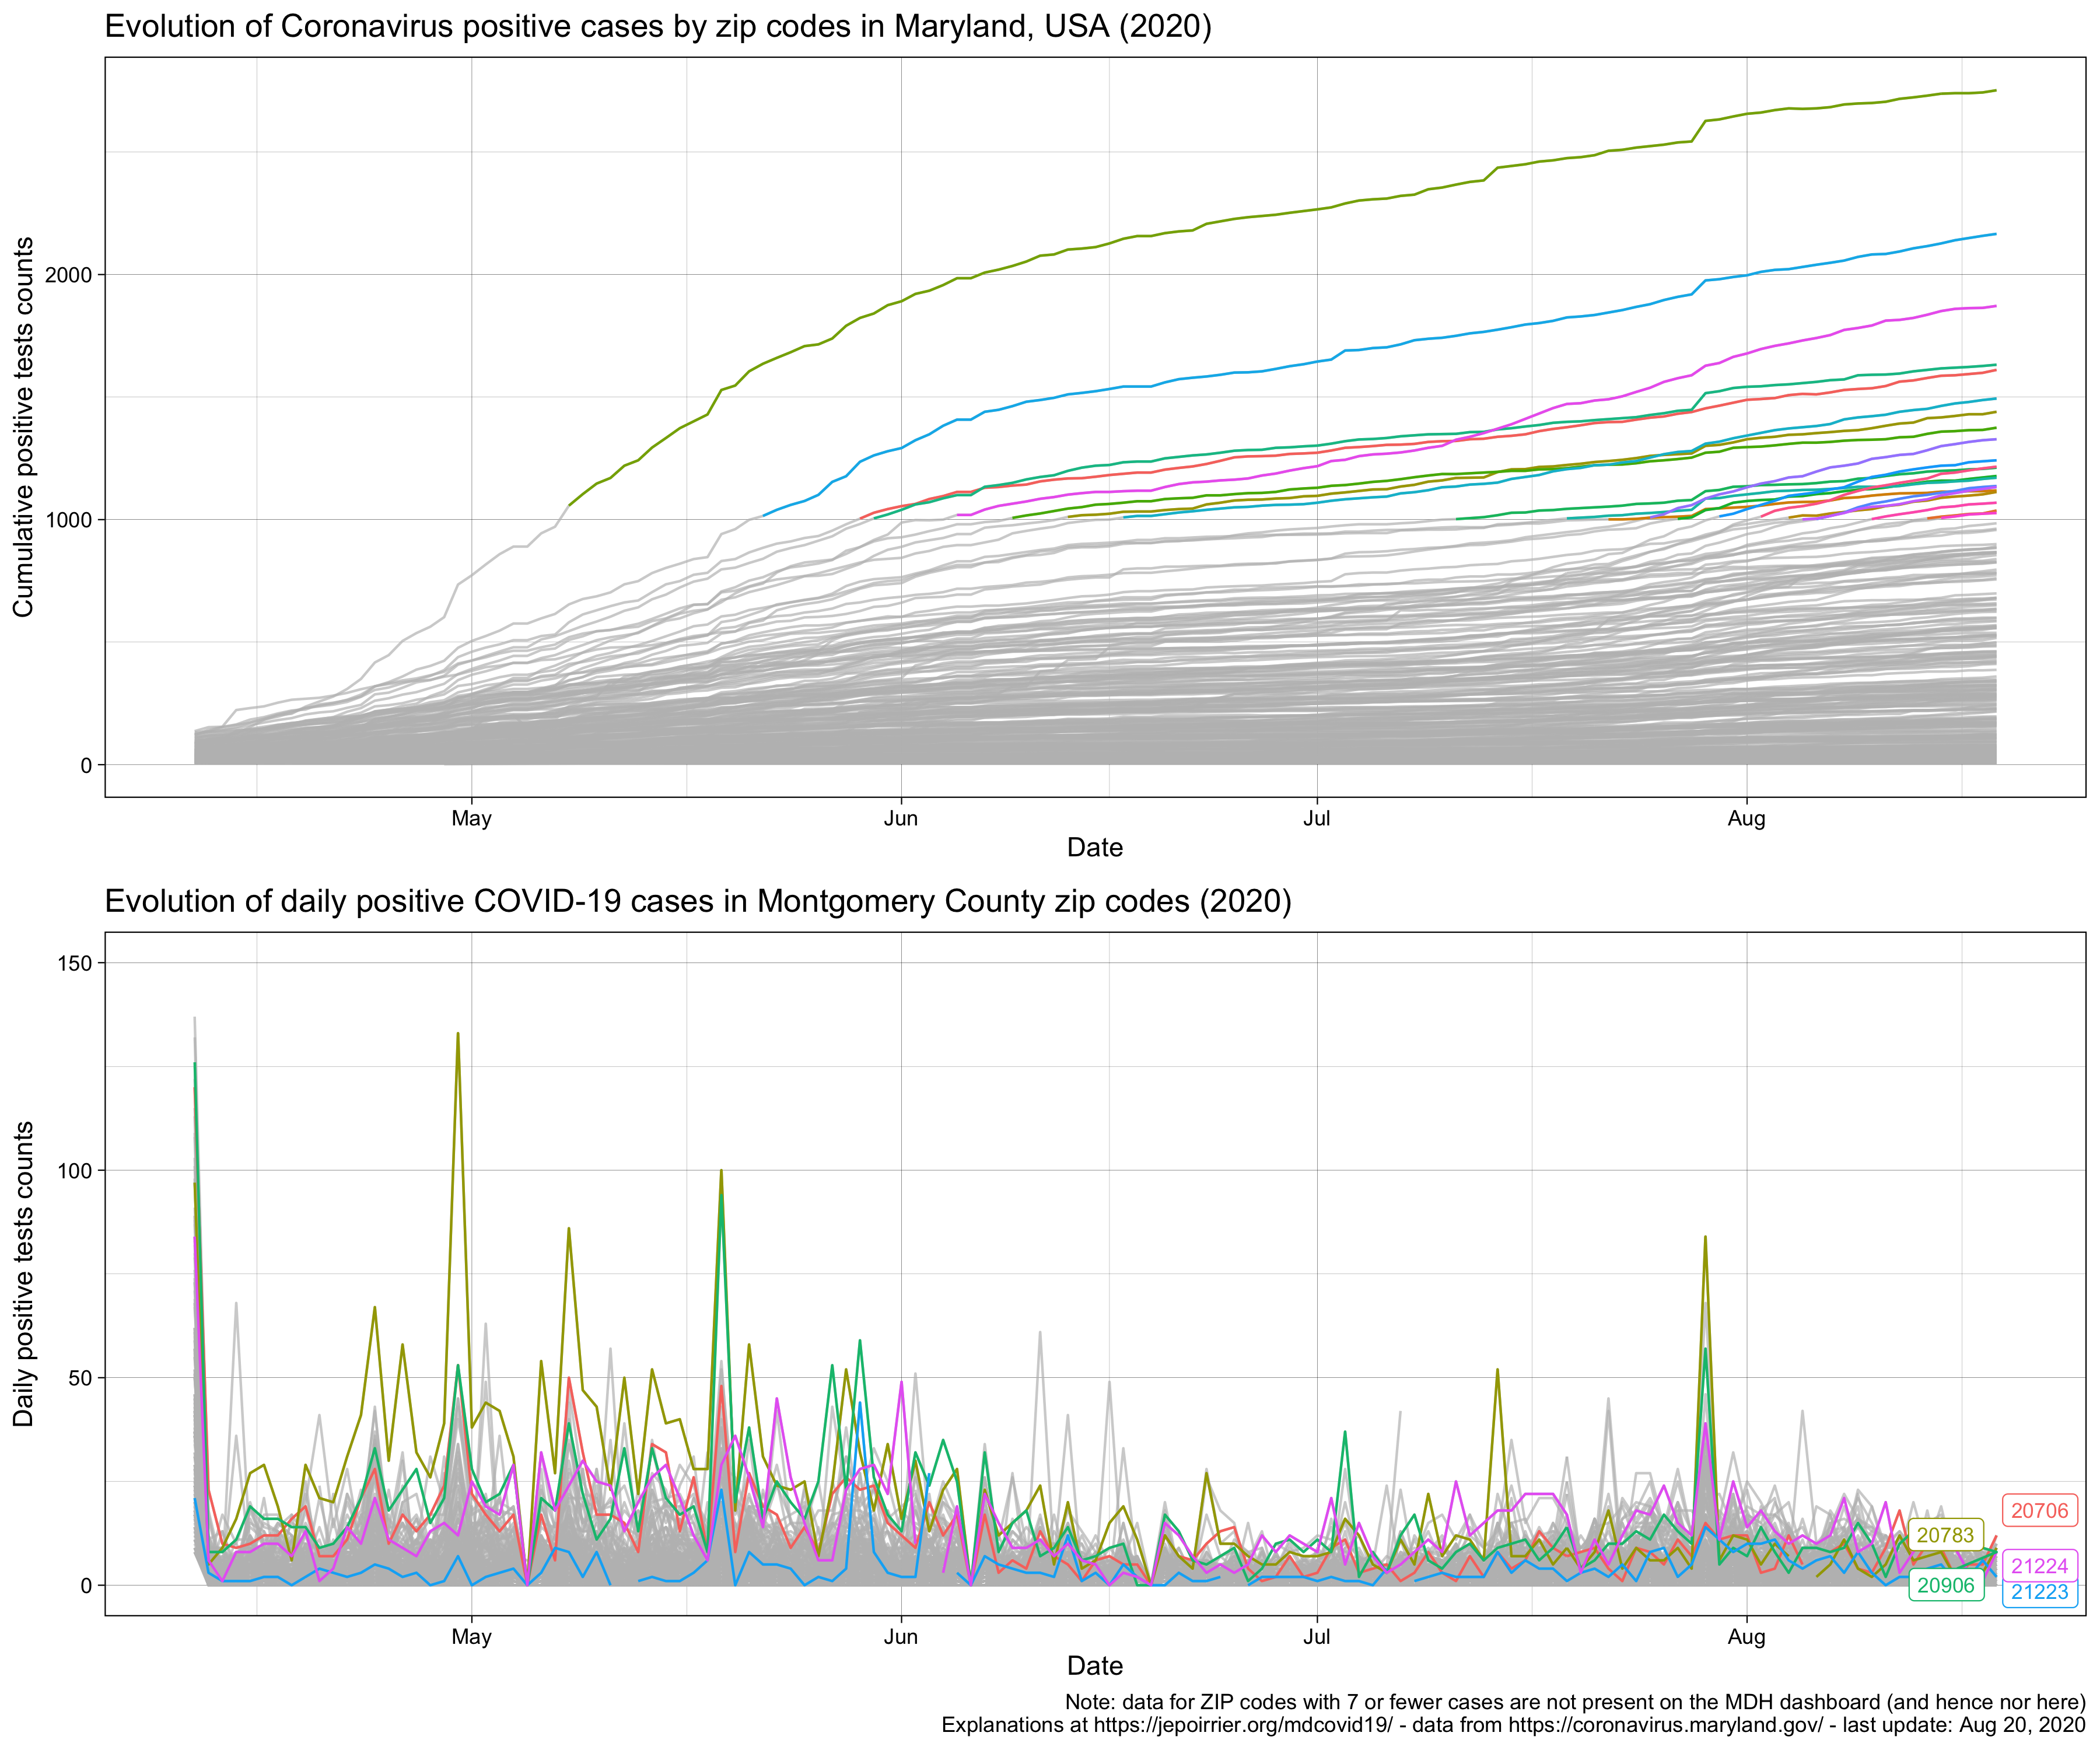 Evolution of Coronavirus positive cases by zip codes in Maryland, USA (2020)
Cumulative positive tests counts
2000
1000
0
May Jun Jul Aug
Date
Evolution of daily positive COVID-19 cases in Montgomery County zip codes (2020)
Daily positive tests counts
150
100
50
0
20706
20783
21224
20906
21223
May Jun Jul Aug
Date
Note: data for ZIP codes with 7 or fewer cases are not present on the MDH dashboard (and hence nor here)
Explanations at https://jepoirrier.org/mdcovid19/ - data from https://coronavirus.maryland.gov/ - last update: Aug 20, 2020